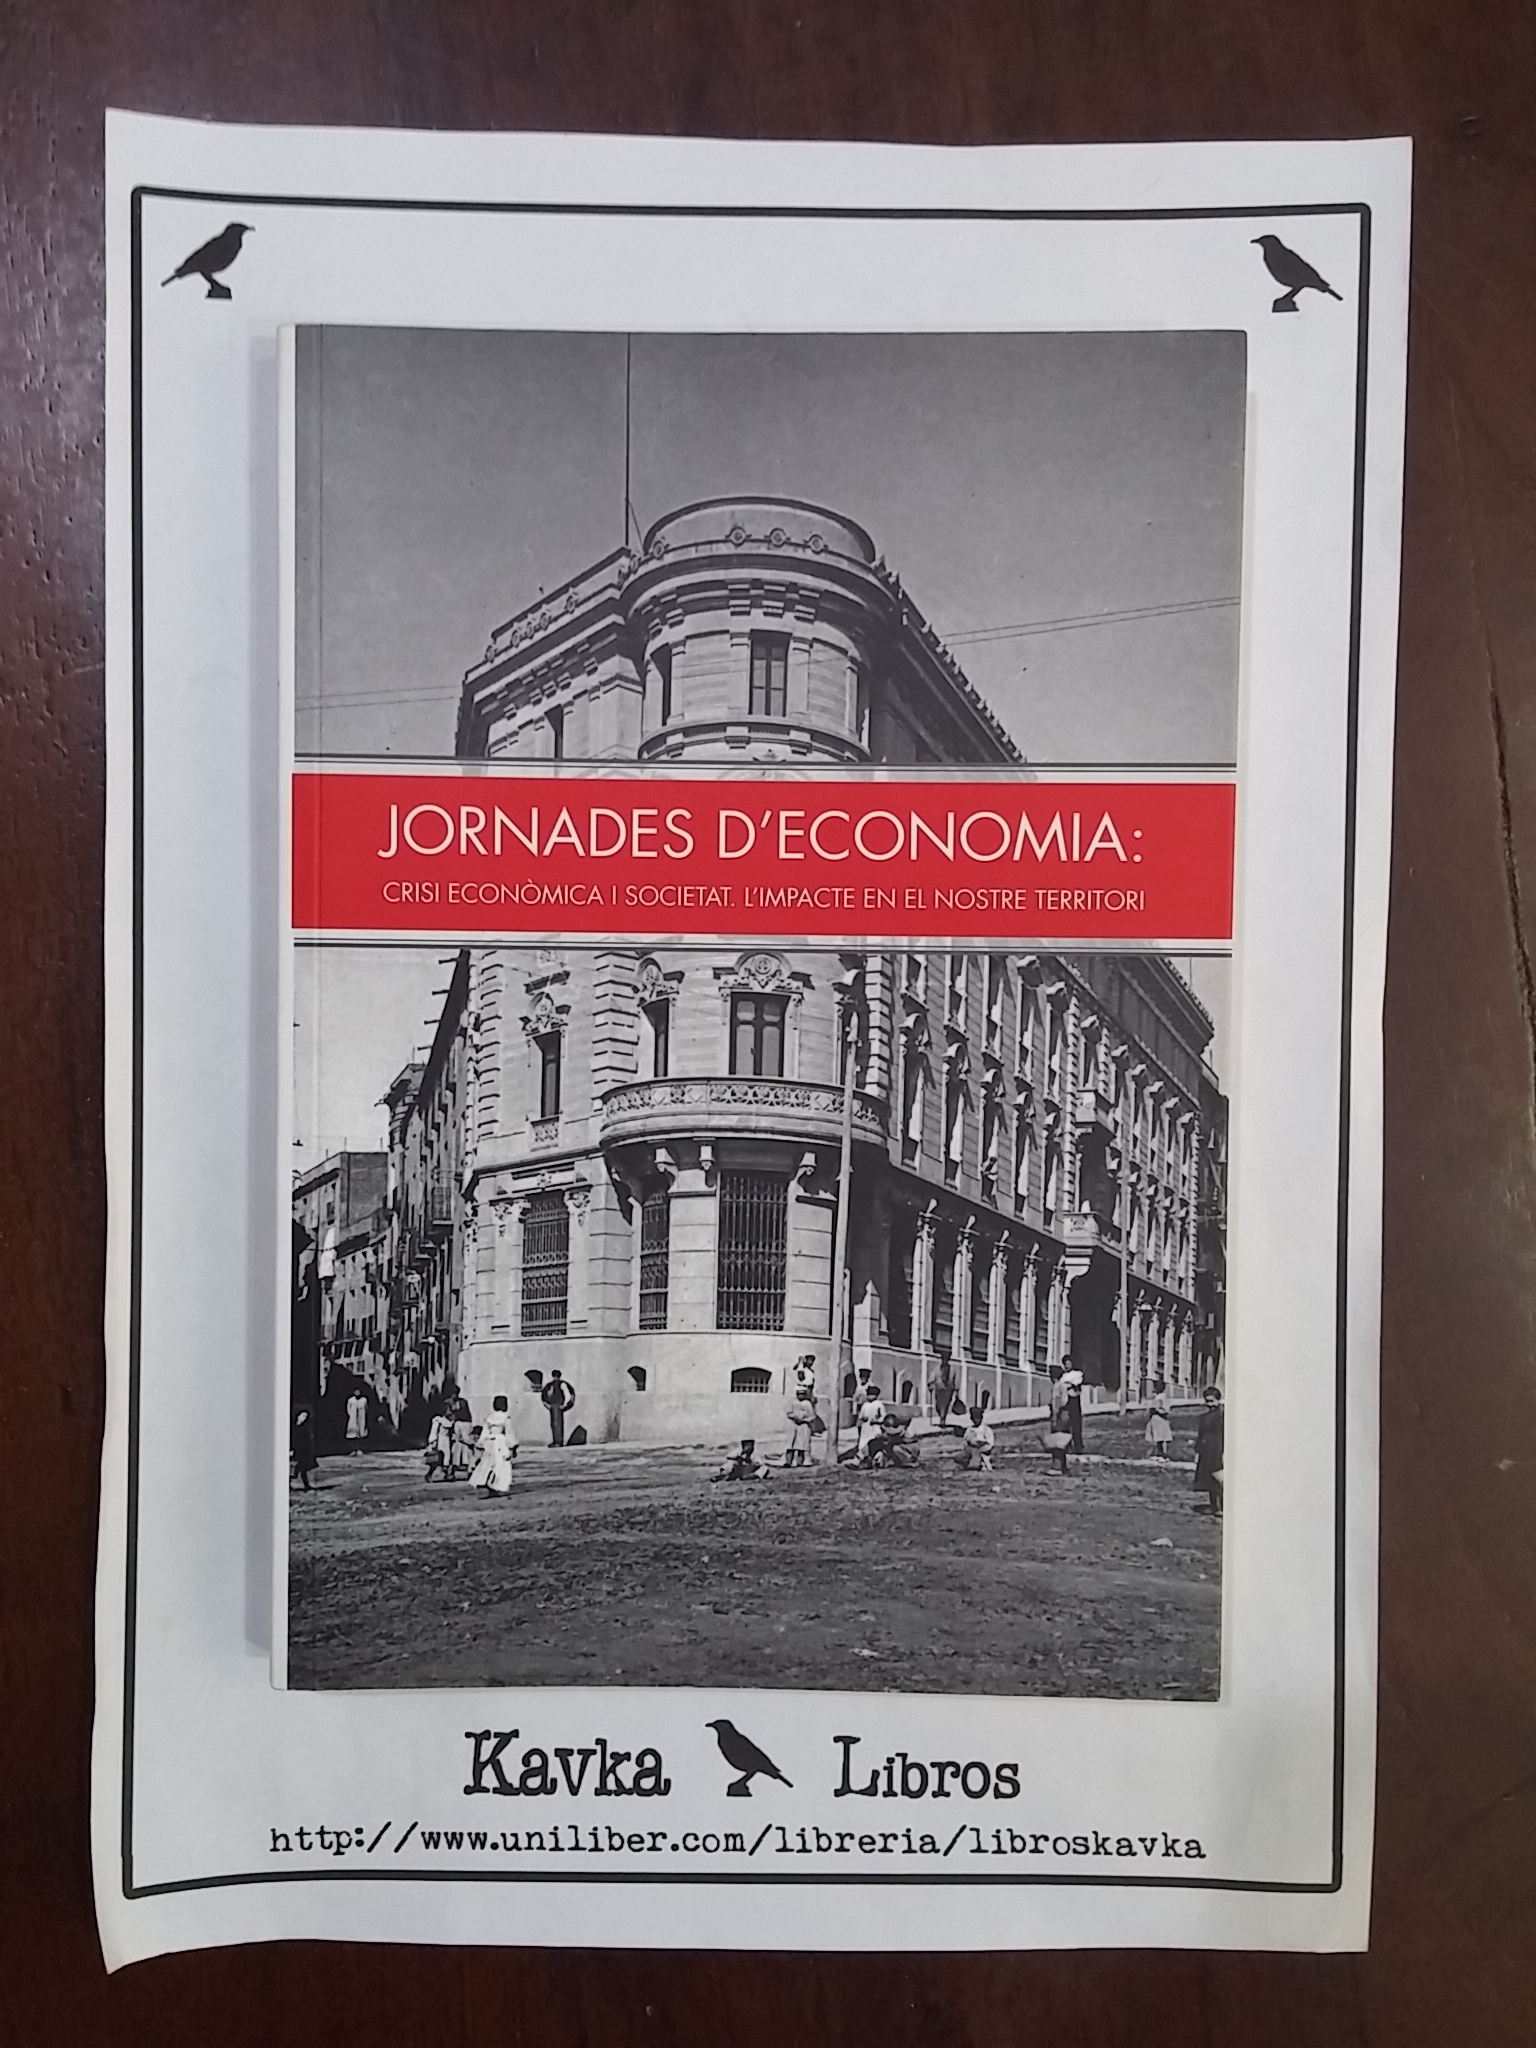 JORNADES D'ECONOMIA:
CRISI ECONÒMICA I SOCIETAT. L'IMPACTE EN EL NOSTRE TERRITORI
Kavka Libros
http://www.uniliber.com/libreria/libroskavka